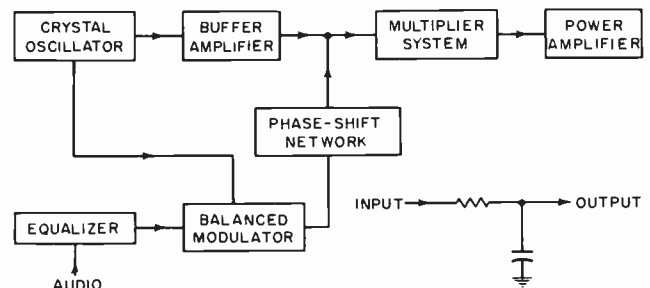 CRYSTAL
OSCILLATOR
BUFFER
AMPLIFIER
MULTIPLIER
SYSTEM
POWER
AMPLIFIER
PHASE-SHIFT
NETWORK
EQUALIZER
BALANCED
MODULATOR
INPUT
OUTPUT
AUDIO